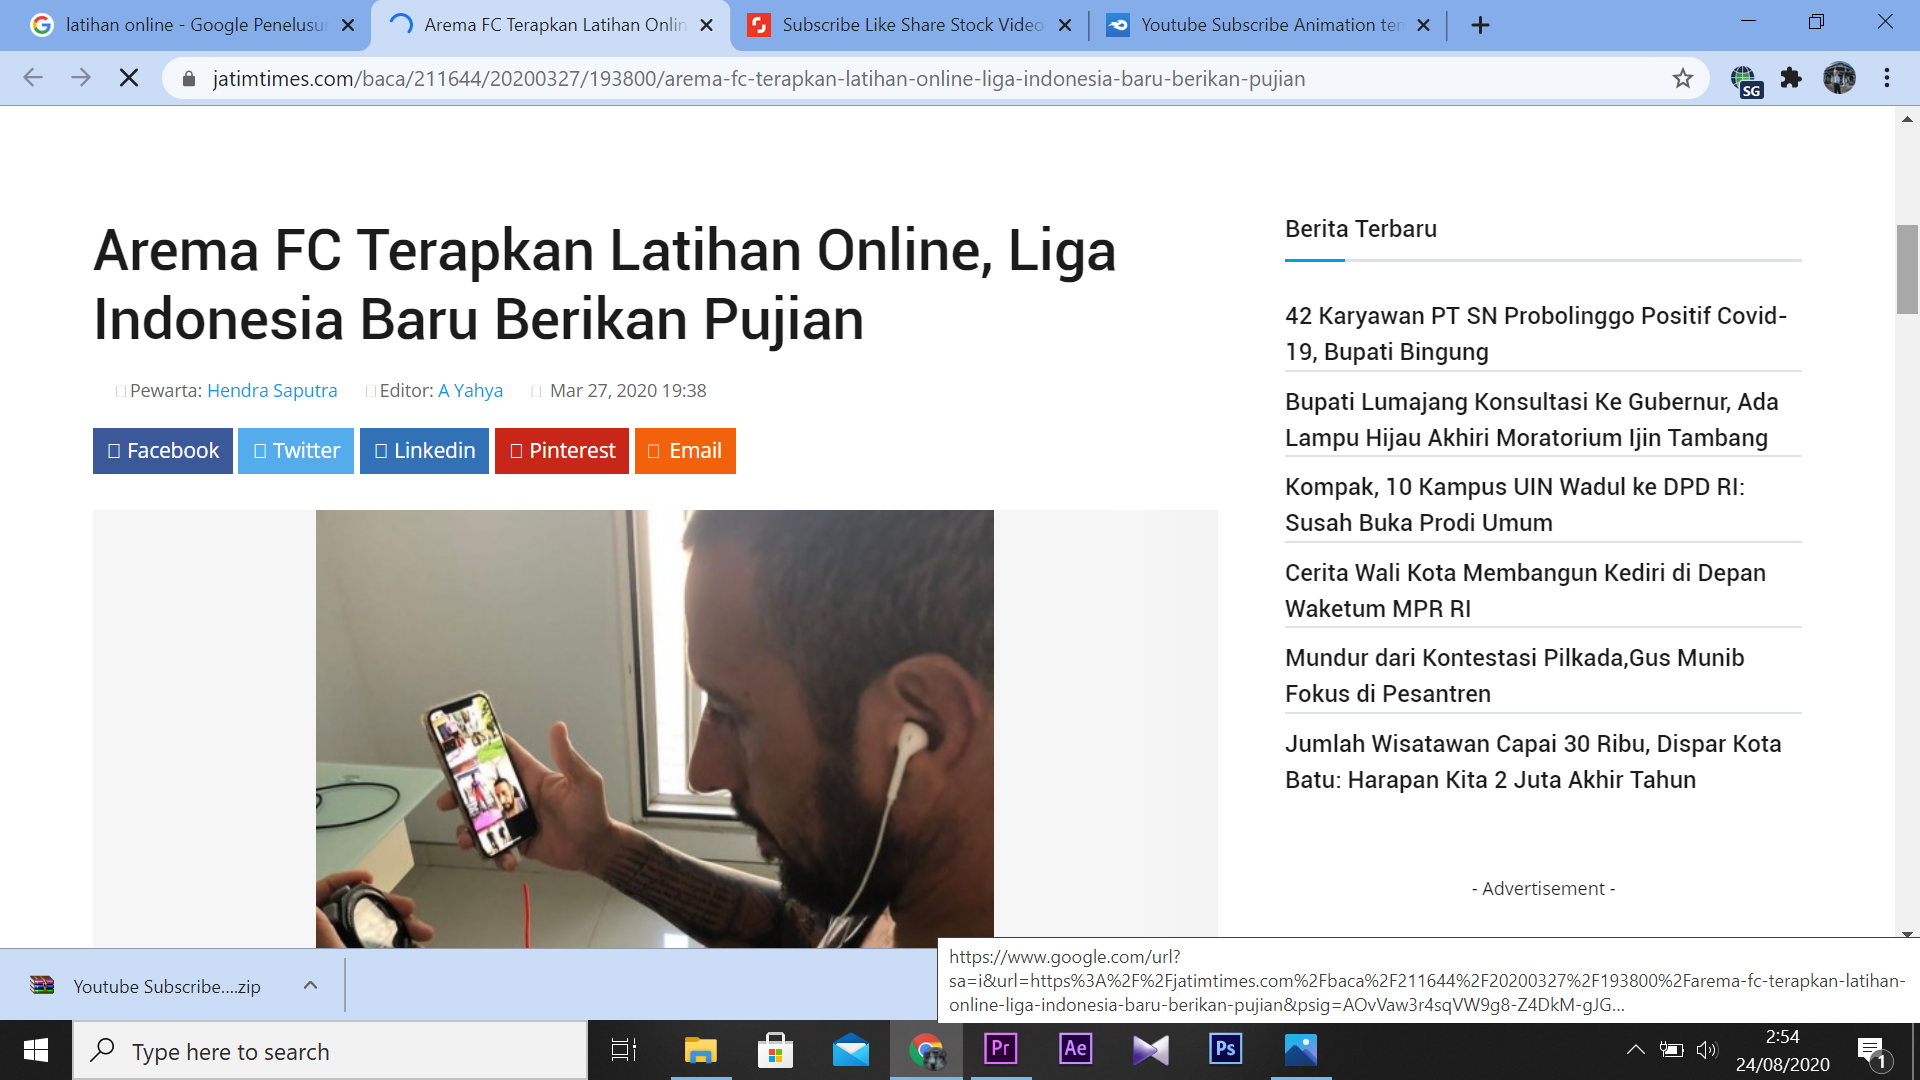 latihan online - Google Penelusu
Arema FC Terapkan Latihan Onlin
Subscribe Like Share Stock Video
Youtube Subscribe Animation ten
jatimtimes.com/baca/211644/20200327/193800/arema-fc-terapkan-latihan-online-liga-indonesia-baru-berikan-pujian
SG
Arema FC Terapkan Latihan Online, Liga
Indonesia Baru Berikan Pujian
Pewarta: Hendra Saputra Editor: A Yahya Mar 27, 2020 19:38
Facebook Twitter Linkedin Pinterest Email
Berita Terbaru
42 Karyawan PT SN Probolinggo Positif Covid-
19, Bupati Bingung
Bupati Lumajang Konsultasi Ke Gubernur, Ada
Lampu Hijau Akhiri Moratorium Ijin Tambang
Kompak, 10 Kampus UIN Wadul ke DPD RI:
Susah Buka Prodi Umum
Cerita Wali Kota Membangun Kediri di Depan
Waketum MPR RI
Mundur dari Kontestasi Pilkada,Gus Munib
Fokus di Pesantren
Jumlah Wisatawan Capai 30 Ribu, Dispar Kota
Batu: Harapan Kita 2 Juta Akhir Tahun
- Advertisement -
https://www.google.com/url?
sa=i&url=https%3A%2F%2Fjatimtimes.com%2Fbaca%2F211644%2F20200327%2F193800%2Farema-fc-terapkan-latihan-
online-liga-indonesia-baru-berikan-pujian&psig=AOvVaw3r4sqVW9g8-Z4DkM-gJG...
Youtube Subscribe....zip
Type here to search
Pr
Ae
Ps
2:54
24/08/2020
1